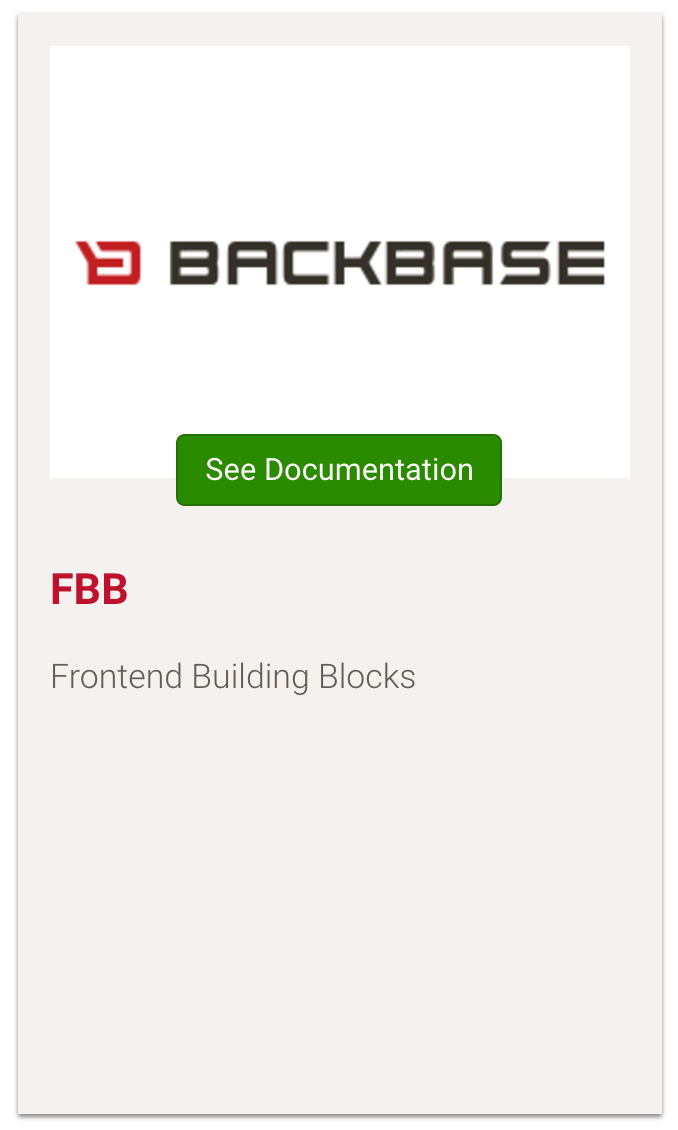 BACKBASE
See Documentation
FBB
Frontend Building Blocks